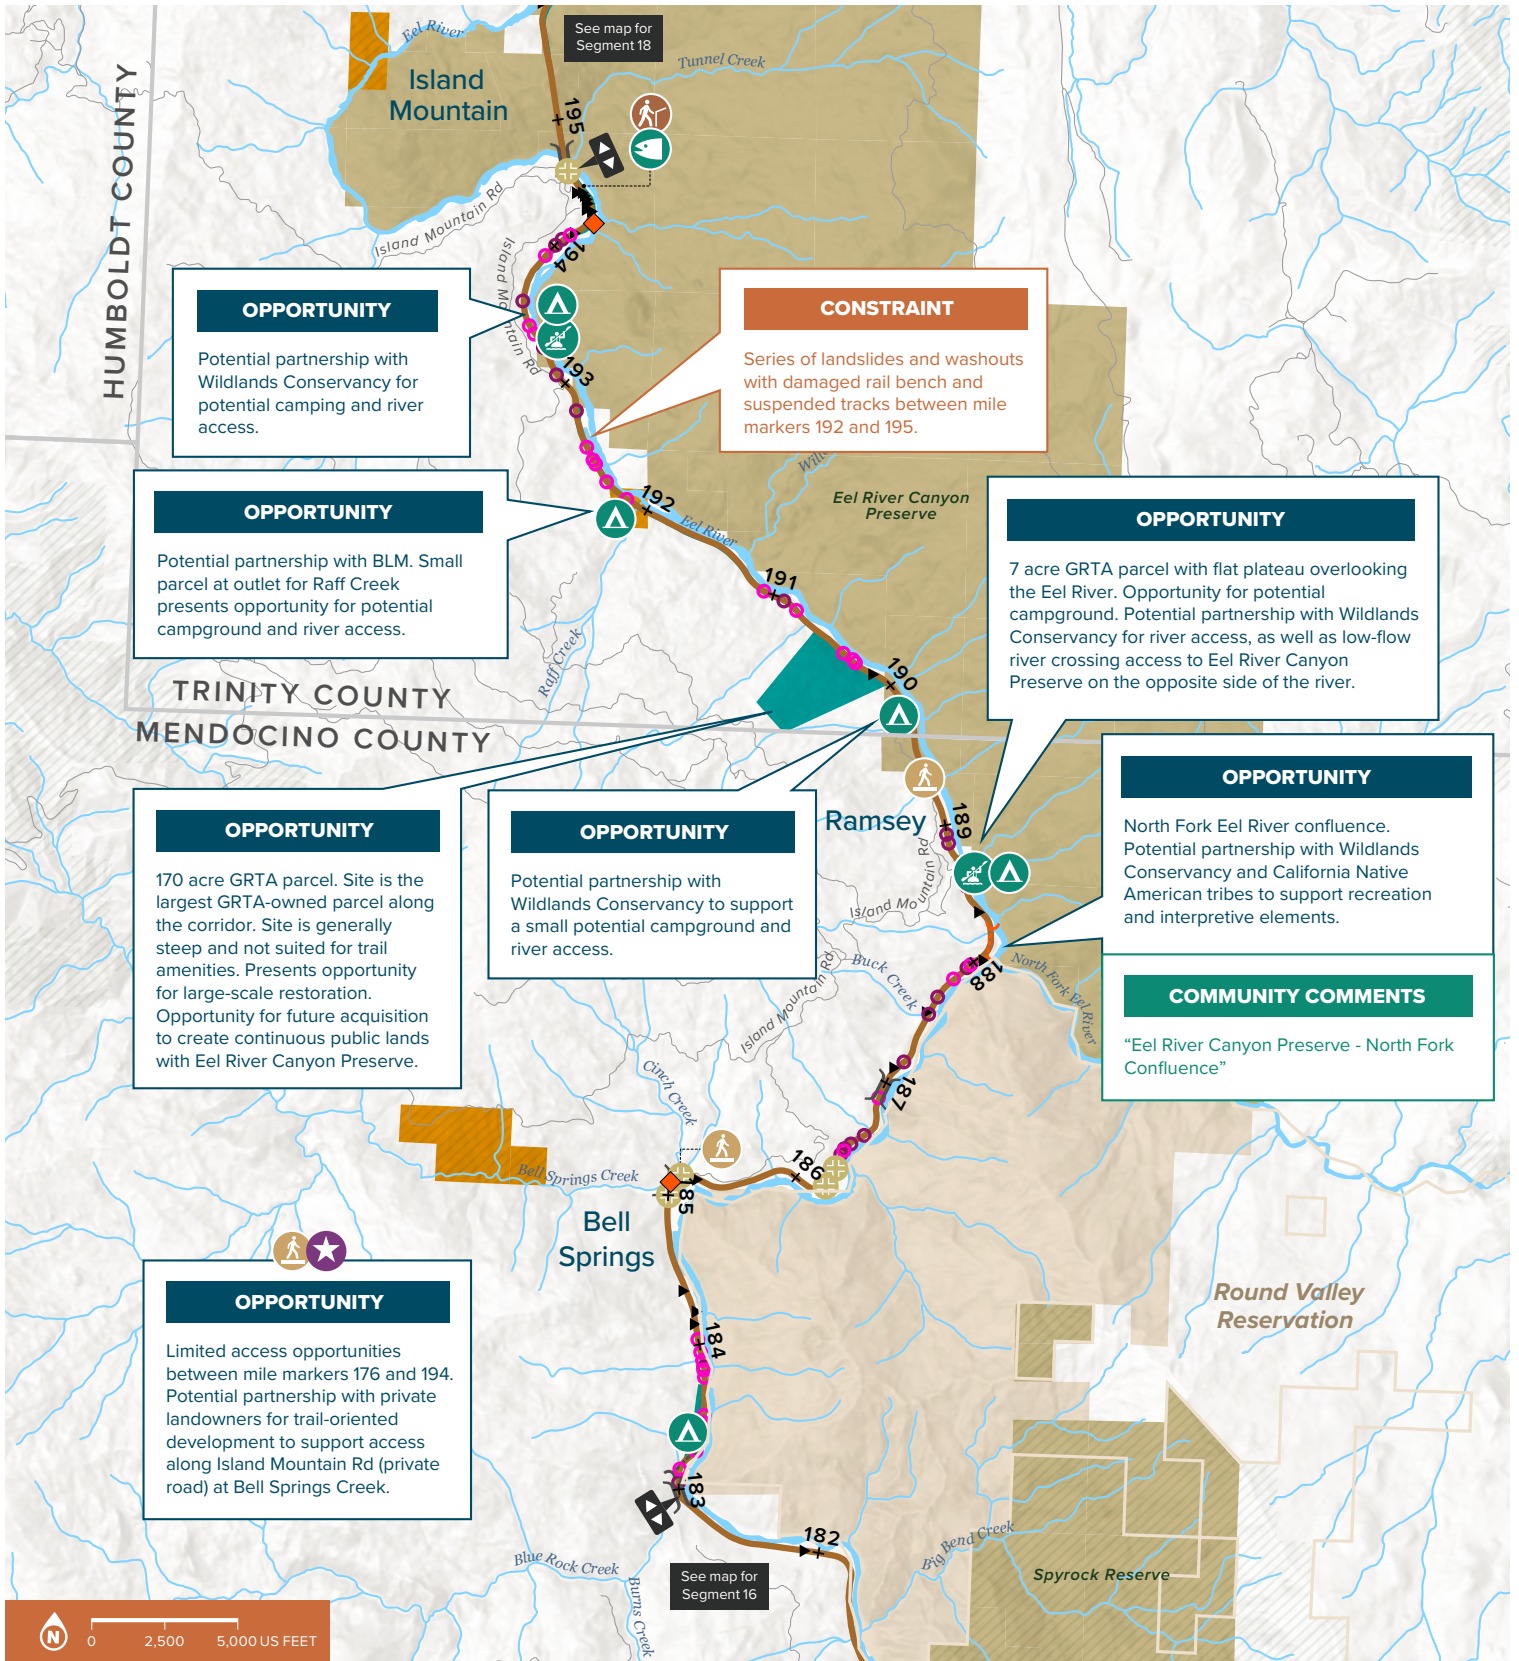 See map for
Segment 18
Eel River
Tunnel Creek
Island
Mountain
HUMBOLDT COUNTY
195
Island Mountain Rd
194
Island Mountain Rd
OPPORTUNITY
Potential partnership with
Wildlands Conservancy for
potential camping and river
access.
CONSTRAINT
Series of landslides and washouts
with damaged rail bench and
suspended tracks between mile
markers 192 and 195.
193
192
Eel River
Eel River Canyon
Preserve
OPPORTUNITY
Potential partnership with BLM. Small
parcel at outlet for Raff Creek
presents opportunity for potential
campground and river access.
OPPORTUNITY
7 acre GRTA parcel with flat plateau overlooking
the Eel River. Opportunity for potential
campground. Potential partnership with Wildlands
Conservancy for river access, as well as low-flow
river crossing access to Eel River Canyon
Preserve on the opposite side of the river.
191
Raff Creek
190
TRINITY COUNTY
MENDOCINO COUNTY
OPPORTUNITY
170 acre GRTA parcel. Site is the
largest GRTA-owned parcel along
the corridor. Site is generally
steep and not suited for trail
amenities. Presents opportunity
for large-scale restoration.
Opportunity for future acquisition
to create continuous public lands
with Eel River Canyon Preserve.
OPPORTUNITY
Potential partnership with
Wildlands Conservancy to support
a small potential campground and
river access.
Ramsey
189
Island Mountain Rd
OPPORTUNITY
North Fork Eel River confluence.
Potential partnership with Wildlands
Conservancy and California Native
American tribes to support recreation
and interpretive elements.
COMMUNITY COMMENTS
“Eel River Canyon Preserve - North Fork
Confluence”
188
North Fork Eel River
Buck Creek
Island Mountain Rd
187
Cinch Creek
186
Bell Springs Creek
185
Bell
Springs
Round Valley
Reservation
OPPORTUNITY
Limited access opportunities
between mile markers 176 and 194.
Potential partnership with private
landowners for trail-oriented
development to support access
along Island Mountain Rd (private
road) at Bell Springs Creek.
184
183
182
Big Bend Creek
Blue Rock Creek
Burns Creek
See map for
Segment 16
Spyrock Reserve
N
0 2,500 5,000 US FEET